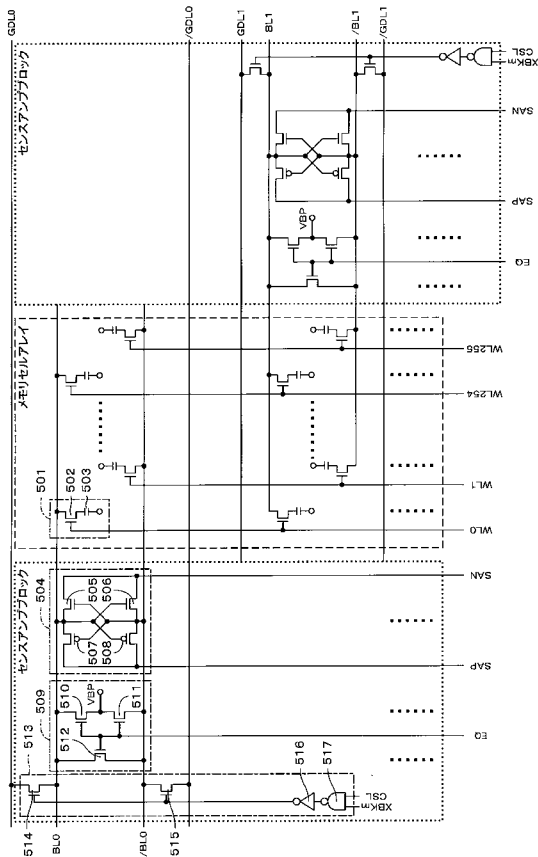 GDL0
/GDL0
GDL1
BL1
/BL1
/GDL1
センスアンプブロック
CSL
XBKm
SAN
SAP
VBP
EQ
メモリセルアレイ
WL256
WL254
WL1
WL0
501
502
503
センスアンプブロック
504
505
506
507
508
SAN
SAP
509
510
VBP
511
512
EQ
513
514
515
516
517
CSL
XBKm
BL0
/BL0